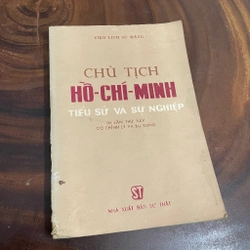 CHỦ TỊCH
HỒ-CHÍ-MINH
TIỂU SỬ VÀ SỰ NGHIỆP
ST
NHÀ XUẤT BẢN SỰ THẬT